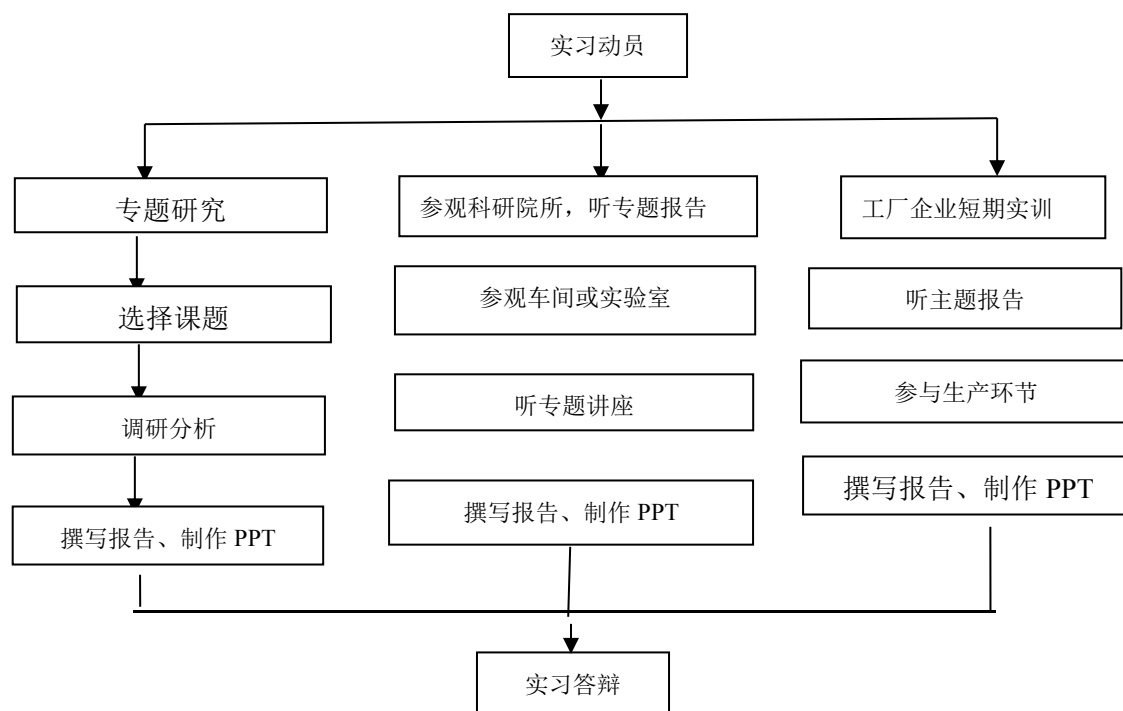 实习动员
专题研究
参观科研院所，听专题报告
工厂企业短期实训
选择课题
参观车间或实验室
听主题报告
调研分析
听专题讲座
参与生产环节
撰写报告、制作 PPT
撰写报告、制作 PPT
撰写报告、制作 PPT
实习答辩